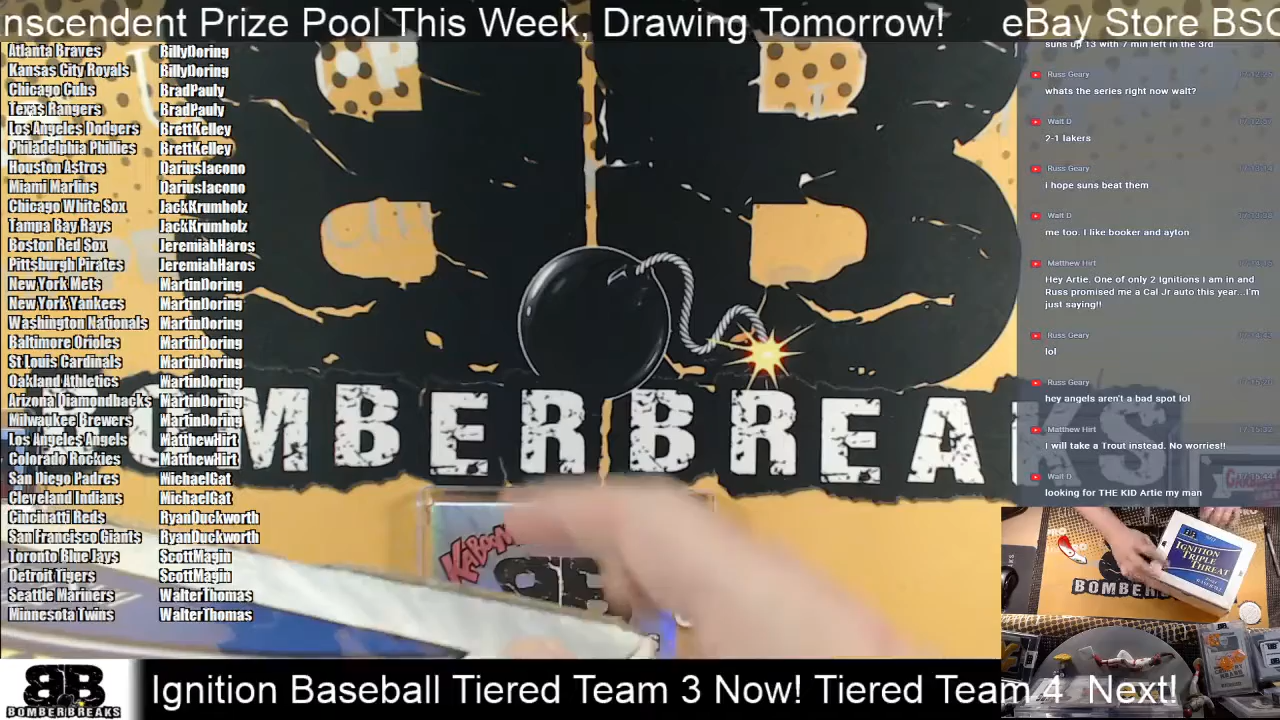 nscendent Prize Pool This Week, Drawing Tomorrow! eBay Store BSC
Atlanta Braves BillyDoring
Kansas City Royals BillyDoring
Chicago Cubs BradPauly
Texas Rangers BradPauly
Los Angeles Dodgers BrettKelley
Philadelphia Phillies BrettKelley
Houston Astros DariusIacono
Miami Marlins DariusIacono
Chicago White Sox JackKrumholz
Tampa Bay Rays JackKrumholz
Boston Red Sox JeremiahHaros
Pittsburgh Pirates JeremiahHaros
New York Mets MartinDoring
New York Yankees MartinDoring
Washington Nationals MartinDoring
Baltimore Orioles MartinDoring
St Louis Cardinals MartinDoring
Oakland Athletics MartinDoring
Arizona Diamondbacks MartinDoring
Milwaukee Brewers MartinDoring
Los Angeles Angels MatthewHirt
Colorado Rockies MatthewHirt
San Diego Padres MichaelGat
Cleveland Indians MichaelGat
Cincinatti Reds RyanDuckworth
San Francisco Giants RyanDuckworth
Toronto Blue Jays ScottMagin
Detroit Tigers ScottMagin
Seattle Mariners WalterThomas
Minnesota Twins WalterThomas
OMBERBREAKS
KABOOM
suns up 13 with 7 min left in the 3rd
Russ Geary
whats the series right now walt?
Walt D
2-1 lakers
Russ Geary
i hope suns beat them
Walt D
me too. I like booker and ayton
Matthew Hirt
Hey Artie. One of only 2 Ignitions I am in and
Russ promised me a Cal Jr auto this year...I'm
just saying!!
Russ Geary
lol
Russ Geary
hey angels aren't a bad spot lol
Matthew Hirt
I will take a Trout instead. No worries!!
Walt D
looking for THE KID Artie my man
IGNITION
TRIPLE THREAT
BASEBALL
BOMBERB
BB
BOMBERBREAKS
Ignition Baseball Tiered Team 3 Now! Tiered Team 4 Next!